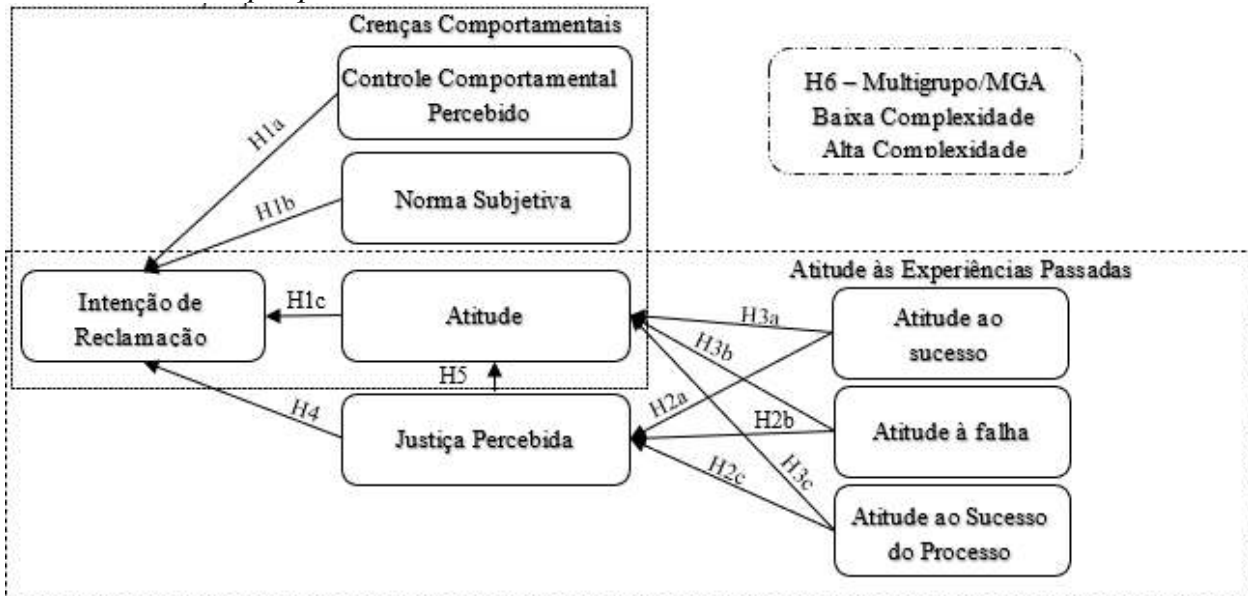 Crenças Comportamentais
Controle Comportamental
Percebido
H6 – Multigrupo/MGA
Baixa Complexidade
Alta Complexidade
H1a
H1b
Norma Subjetiva
Atitude às Experiências Passadas
Intenção de
Reclamação
H1c
Atitude
H3a
Atitude ao
sucesso
H3b
H5
H2a
H4
Justiça Percebida
H2b
Atitude à falha
H2c
H3c
Atitude ao Sucesso
do Processo